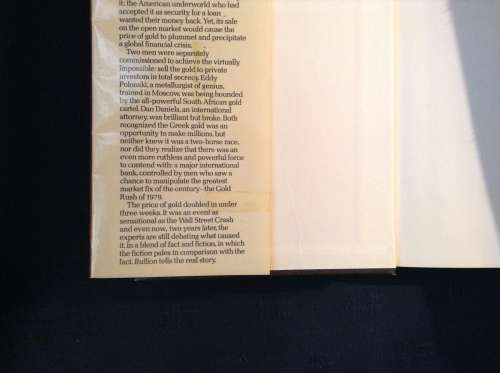 it; the American underworld who had
accepted it as security for a loan
wanted their money back. Yet, its sale
on the open market would cause the
price of gold to plummet and precipitate
a global financial crisis.
Two men were separately
commissioned to achieve the virtually
impossible: sell the gold to private
investors in total secrecy. Eddy
Polonski, a metallurgist of genius,
trained in Moscow, was being hounded
by the all-powerful South African gold
cartel. Dan Daniels, an international
attorney, was brilliant but broke. Both
recognized the Greek gold was an
opportunity to make millions, but
neither knew it was a two-horse race,
nor did they realize that there was an
even more ruthless and powerful force
to contend with: a major international
bank, controlled by men who saw a
chance to manipulate the greatest
market fix of the century–the Gold
Rush of 1979.
The price of gold doubled in under
three weeks. It was an event as
sensational as the Wall Street Crash
and even now, two years later, the
experts are still debating what caused
it. In a blend of fact and fiction, in which
the fiction pales in comparison with the
fact, Bullion tells the real story.